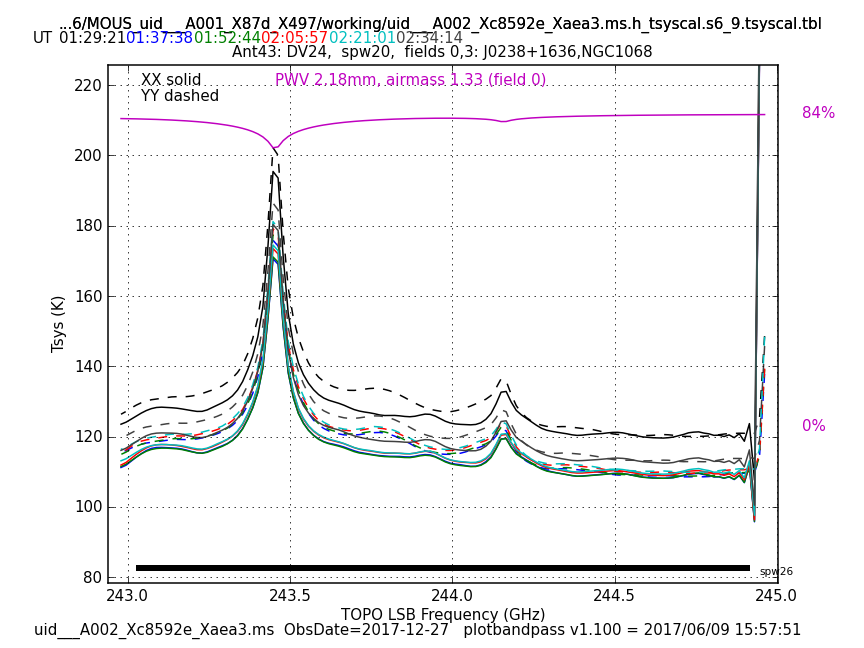 ...6/MOUS_uid___A001_X87d_X497/working/uid___A002_Xc8592e_Xaea3.ms.h_tsyscal.s6_9.tsyscal.tbl
UT 01:29:21 01:37:38 01:52:44 02:05:57 02:21:01 02:34:14
Ant43: DV24,  spw20,  fields 0,3: J0238+1636,NGC1068
XX solid
PWV 2.18mm, airmass 1.33 (field 0)
YY dashed
84%
0%
220
200
180
160
140
120
100
80
Tsys (K)
spw26
243.0 243.5 244.0 244.5 245.0
TOPO LSB Frequency (GHz)
uid___A002_Xc8592e_Xaea3.ms  ObsDate=2017-12-27   plotbandpass v1.100 = 2017/06/09 15:57:51